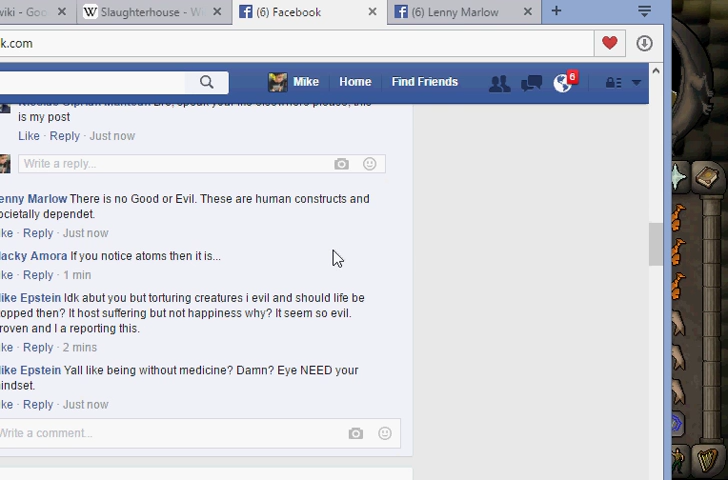 wiki - Goo
Slaughterhouse - W
(6) Facebook
(6) Lenny Marlow
k.com
Mike
Home
Find Friends
6
is my post
Like · Reply · Just now
Write a reply...
enny Marlow There is no Good or Evil. These are human constructs and
ocietally dependet.
ke · Reply · Just now
lacky Amora If you notice atoms then it is...
ke · Reply · 1 min
ike Epstein Idk abut you but torturing creatures i evil and should life be
opped then? It host suffering but not happiness why? It seem so evil.
roven and I a reporting this.
ke · Reply · 2 mins
ike Epstein Yall like being without medicine? Damn? Eye NEED your
indset.
ke · Reply · Just now
Write a comment...